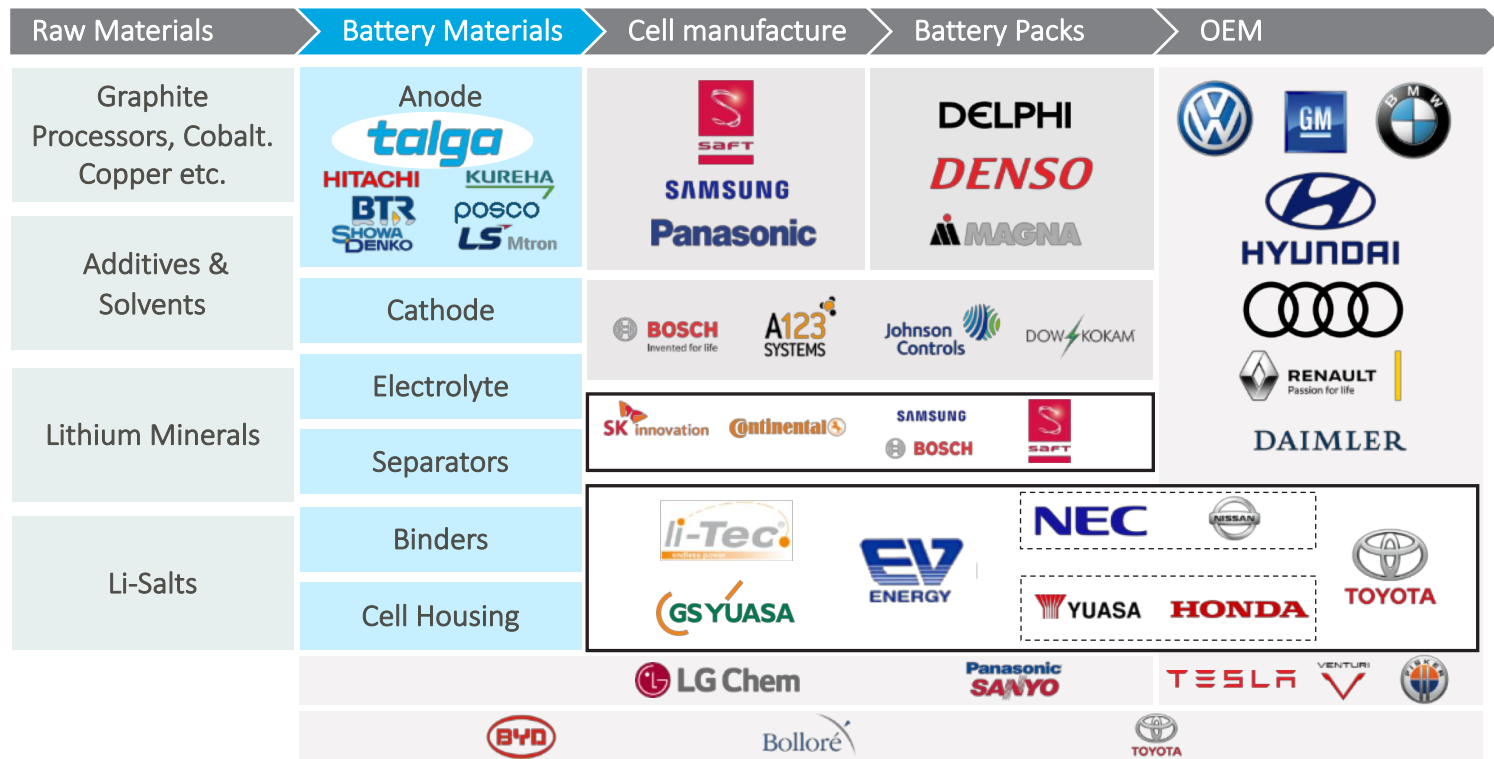 Raw Materials
Battery Materials
Cell manufacture
Battery Packs
OEM
Graphite
Processors, Cobalt.
Copper etc.
Additives &
Solvents
Lithium Minerals
Li-Salts
Anode
talga
HITACHI
KUREHA
BTR
posco
SHOWA
DENKO
LS Mtron
Cathode
Electrolyte
Separators
Binders
Cell Housing
S
SAFT
SAMSUNG
Panasonic
DELPHI
DENSO
MAGNA
BOSCH
Invented for life
A123
SYSTEMS
Johnson
Controls
DOW KOKAM
SK innovation
Continental
SAMSUNG
BOSCH
S
SAFT
li-Tec
endless power
GS YUASA
EV
ENERGY
NEC
NISSAN
YUASA
HONDA
TOYOTA
GM
BMW
HYUNDAI
RENAULT
Passion for life
DAIMLER
LG Chem
Panasonic
SANYO
TESLA
VENTURI
FISKER
BYD
Bolloré
TOYOTA